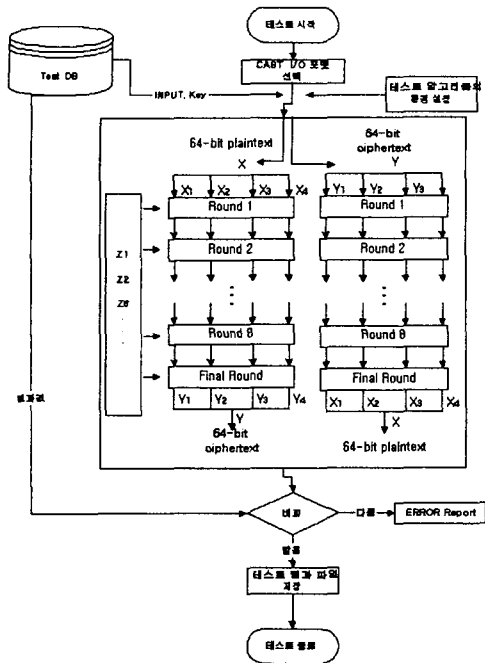 테스트 시작
Test DB
CAST I/O 포맷
선택
INPUT, Key
테스트 알고리즘의
환경 설정
64-bit plaintext
X
64-bit
ciphertext
Y
X1 X2 X3 X4
Y1 Y2 Y3
Round 1
Round 1
Round 2
Round 2
Z1
Z2
Round 8
Round 8
Final Round
Final Round
Y1 Y2 Y3 Y4
X1 X2 X3 X4
Y
64-bit
ciphertext
X
64-bit plaintext
결과값
비교
다름
ERROR Report
같음
테스트 결과 파일
저장
테스트 종료